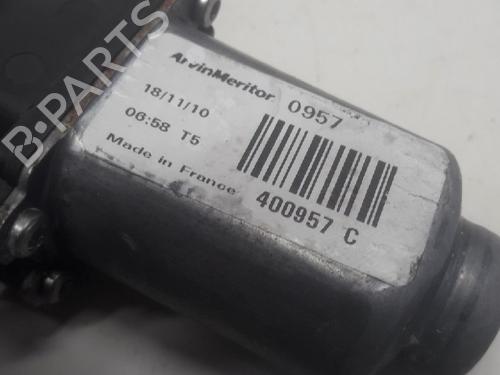 ArvinMeritor 0957
18/11/10
06:58 T5
Made in France
400957 C
B-PARTS